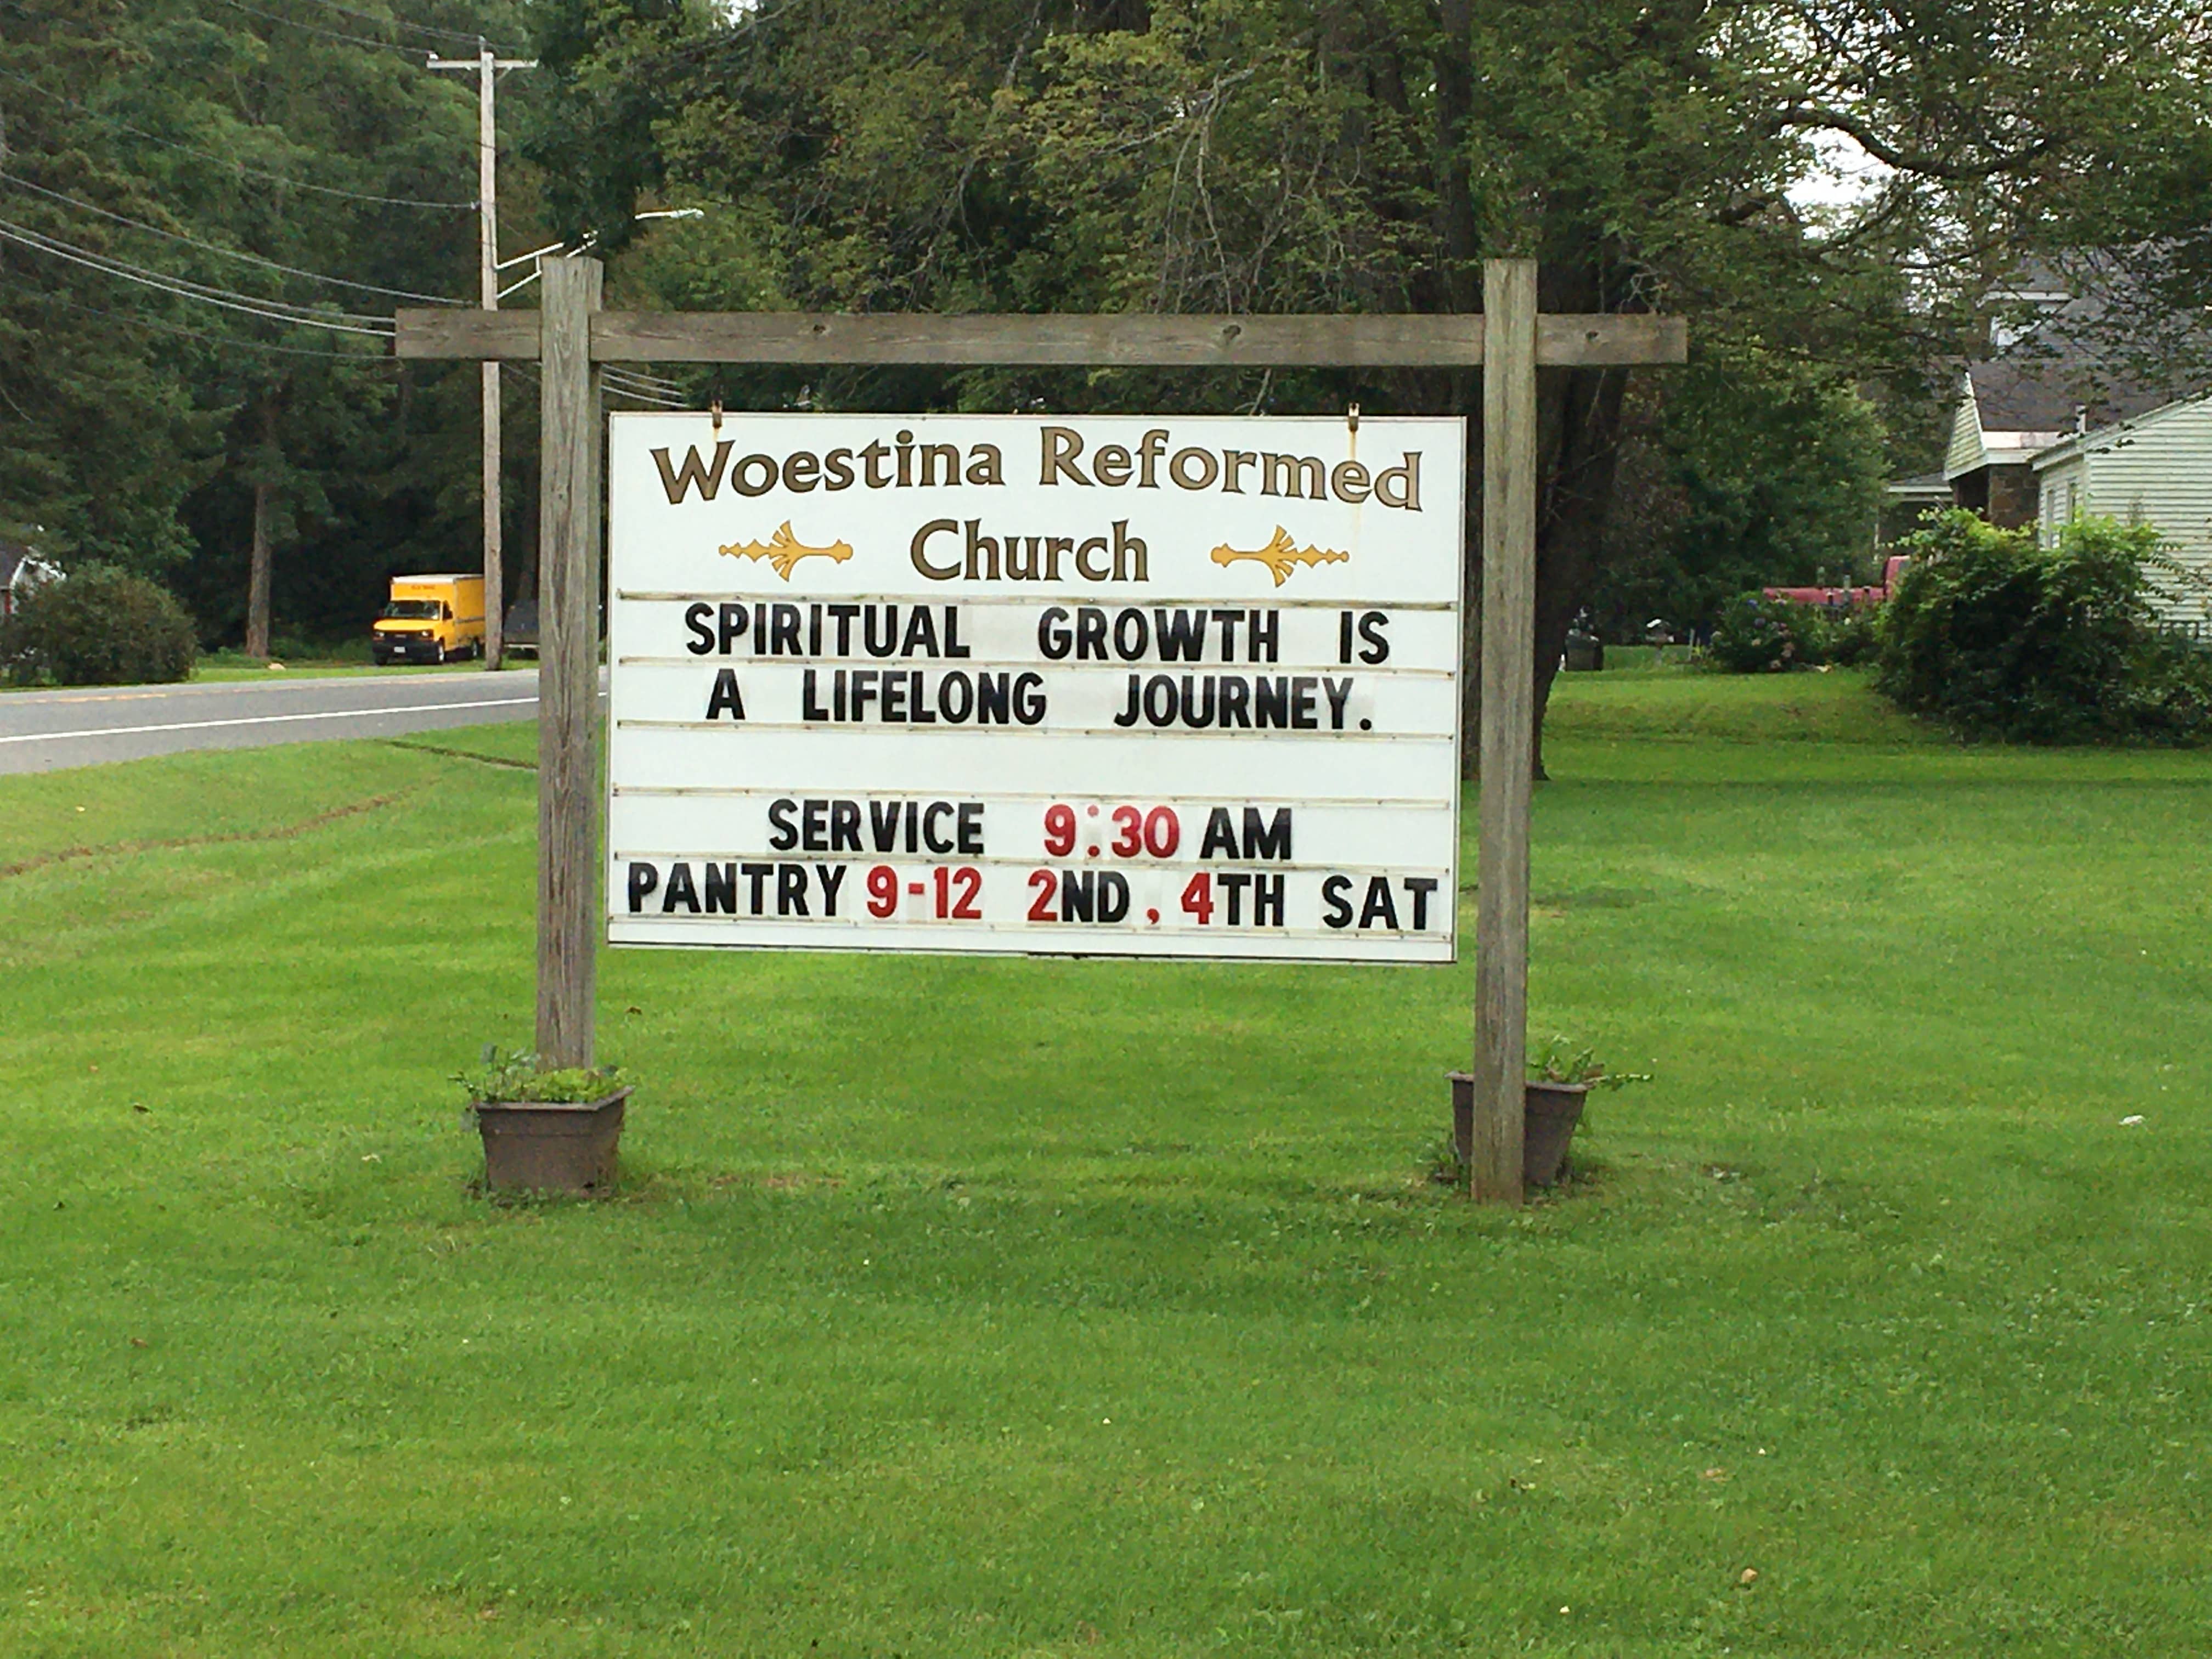 Woestina Reformed
Church
SPIRITUAL GROWTH IS
A LIFELONG JOURNEY.
SERVICE 9:30 AM
PANTRY 9-12 2ND, 4TH SAT